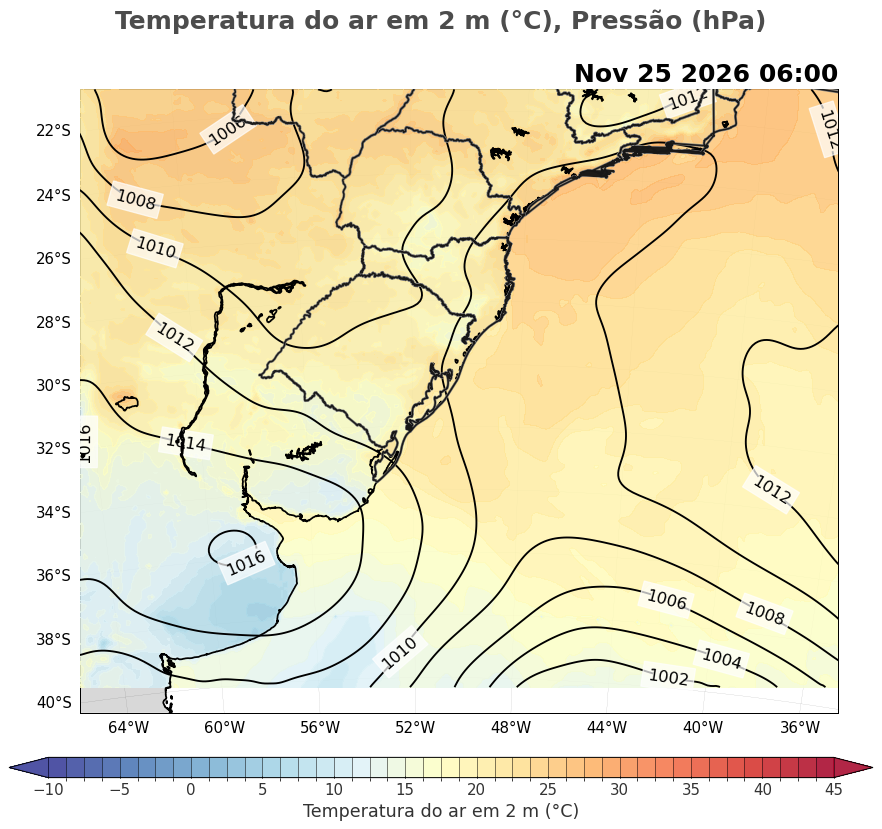 Temperatura do ar em 2 m (°C), Pressão (hPa)
Nov 25 2026 06:00
1006
1012
1012
1008
1010
1012
1014
1016
1016
1012
1006
1008
1010
1004
1002
22°S
24°S
26°S
28°S
30°S
32°S
34°S
36°S
38°S
40°S
64°W 60°W 56°W 52°W 48°W 44°W 40°W 36°W
−10 −5 0 5 10 15 20 25 30 35 40 45
Temperatura do ar em 2 m (°C)